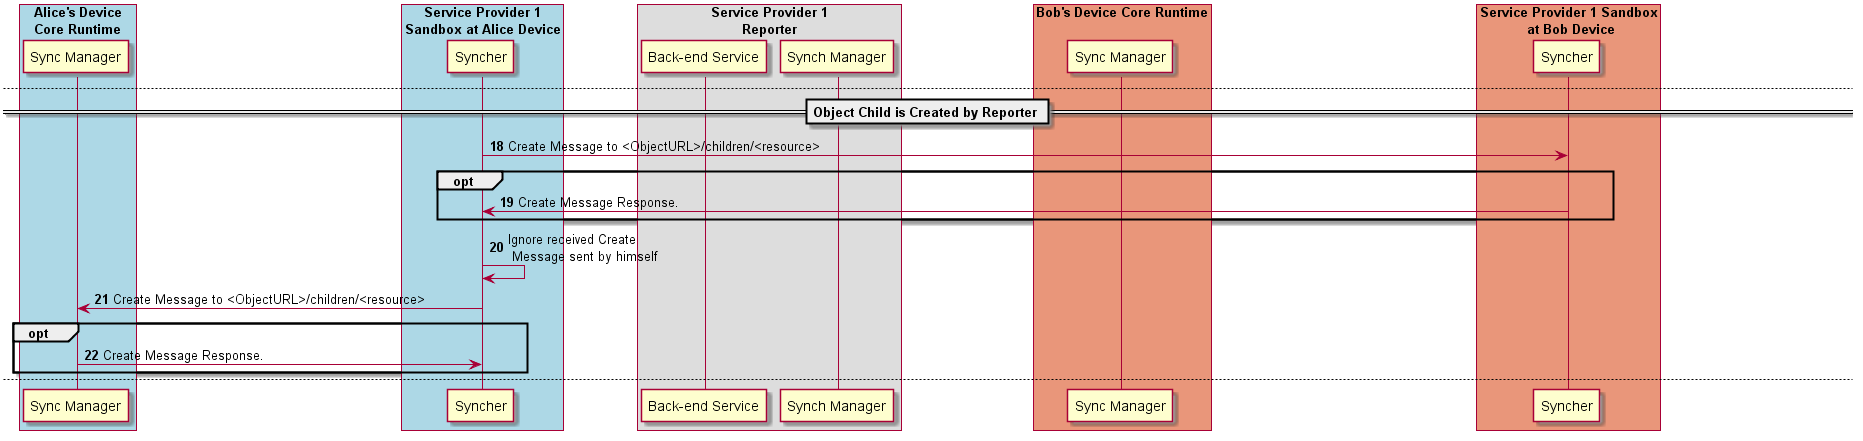 Alice's Device
Core Runtime
Service Provider 1
Sandbox at Alice Device
Service Provider 1
Reporter
Bob's Device Core Runtime
Service Provider 1 Sandbox
at Bob Device
Sync Manager
Syncher
Back-end Service
Synch Manager
Sync Manager
Syncher
Object Child is Created by Reporter
18 Create Message to <ObjectURL>/children/<resource>
opt
19 Create Message Response.
20 Ignore received Create
Message sent by himself
21 Create Message to <ObjectURL>/children/<resource>
opt
22 Create Message Response.
Sync Manager
Syncher
Back-end Service
Synch Manager
Sync Manager
Syncher